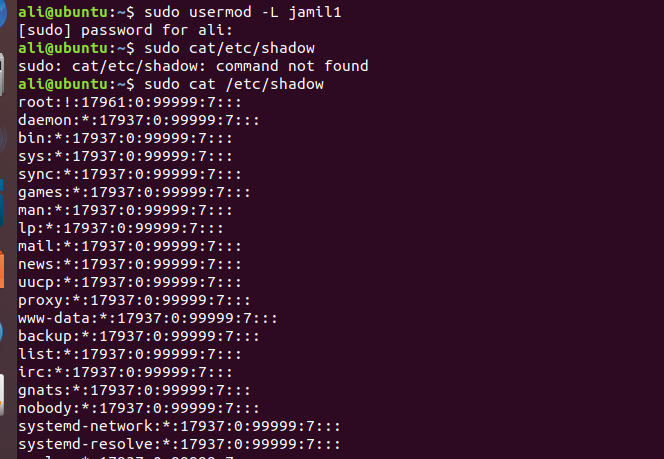 ali@ubuntu:~$ sudo usermod -L jamil1
[sudo] password for ali:
ali@ubuntu:~$ sudo cat/etc/shadow
sudo: cat/etc/shadow: command not found
ali@ubuntu:~$ sudo cat /etc/shadow
root:!:17961:0:99999:7:::
daemon:*:17937:0:99999:7:::
bin:*:17937:0:99999:7:::
sys:*:17937:0:99999:7:::
sync:*:17937:0:99999:7:::
games:*:17937:0:99999:7:::
man:*:17937:0:99999:7:::
lp:*:17937:0:99999:7:::
mail:*:17937:0:99999:7:::
news:*:17937:0:99999:7:::
uucp:*:17937:0:99999:7:::
proxy:*:17937:0:99999:7:::
www-data:*:17937:0:99999:7:::
backup:*:17937:0:99999:7:::
list:*:17937:0:99999:7:::
irc:*:17937:0:99999:7:::
gnats:*:17937:0:99999:7:::
nobody:*:17937:0:99999:7:::
systemd-network:*:17937:0:99999:7:::
systemd-resolve:*:17937:0:99999:7:::